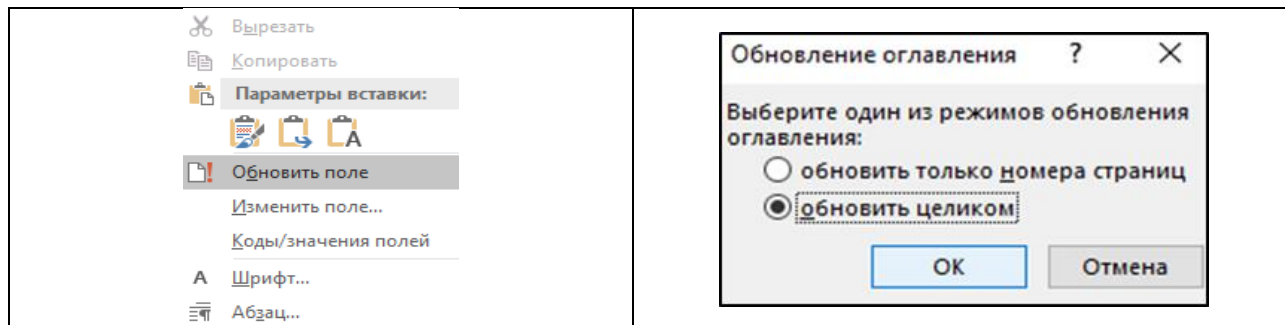 Вырезать
Копировать
Параметры вставки:
Обновить поле
Изменить поле...
Коды/значения полей
Шрифт...
Абзац...
Обновление оглавления ? ×
Выберите один из режимов обновления
оглавления:
обновить только номера страниц
обновить целиком
ОК Отмена